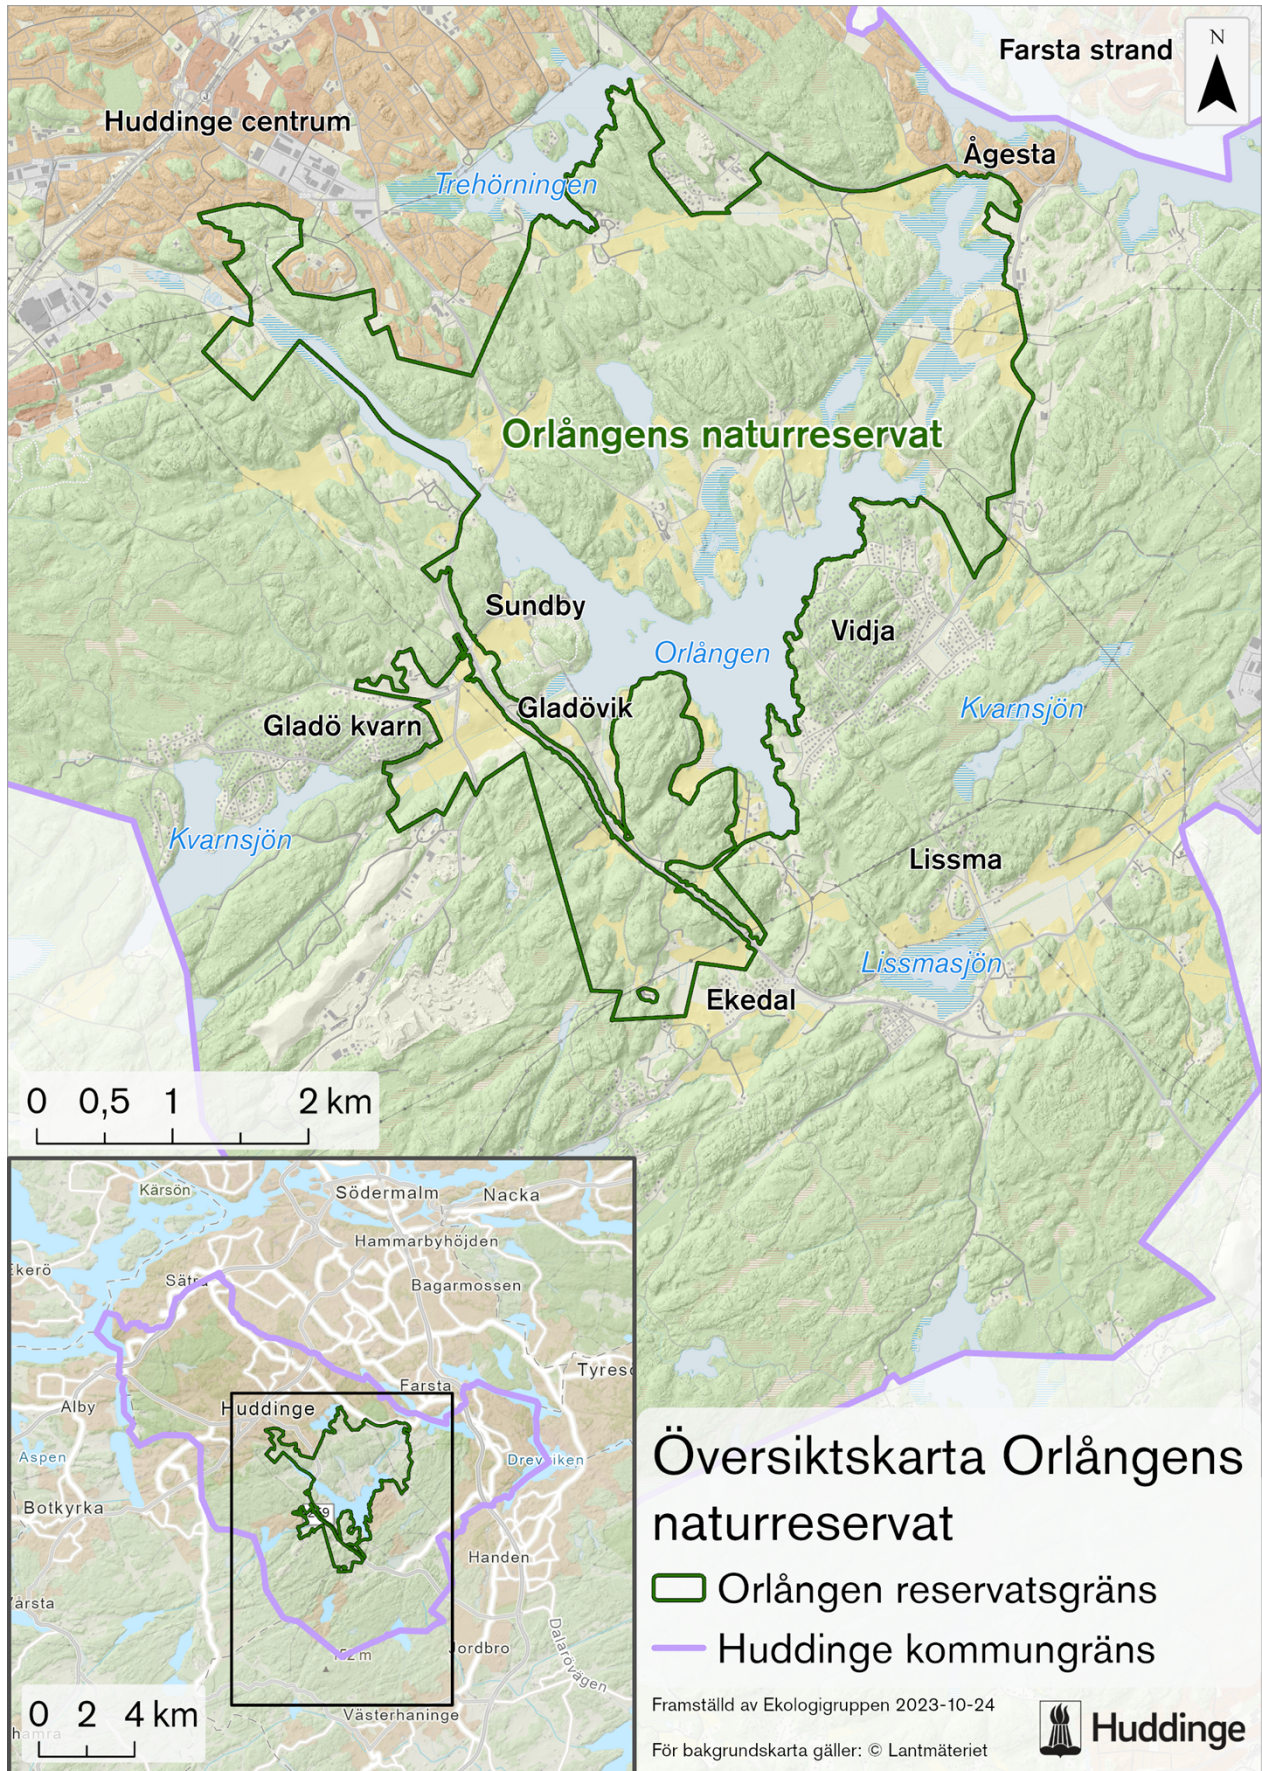 Farsta strand
N
Huddinge centrum
Ågesta
Trehörningen
Orlångens naturreservat
Sundby
Vidja
Orlången
Gladövik
Kvarnsjön
Gladö kvarn
Kvarnsjön
Lissma
Lissmasjön
Ekedal
0 0,5 1 2 km
Kärsön
Södermalm
Nacka
Hammarbyhöjden
Sätra
Bagarmossen
Farsta
Alby
Huddinge
Aspen
Drevviken
Botkyrka
Handen
Jordbro
Dalarövägen
Västerhaninge
0 2 4 km
Översiktskarta Orlångens
naturreservat
Orlången reservatsgräns
Huddinge kommungräns
Framställd av Ekologigruppen 2023-10-24
För bakgrundskarta gäller: © Lantmäteriet
Huddinge